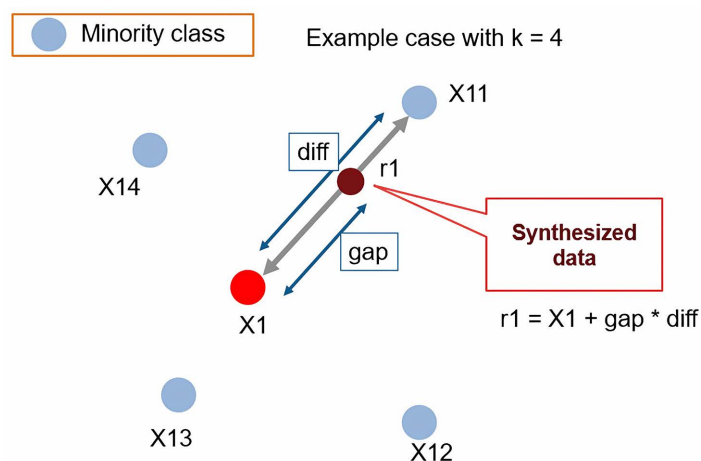 Minority class
Example case with k = 4
X11
diff
r1
X14
Synthesized
data
gap
r1 = X1 + gap * diff
X1
X13
X12